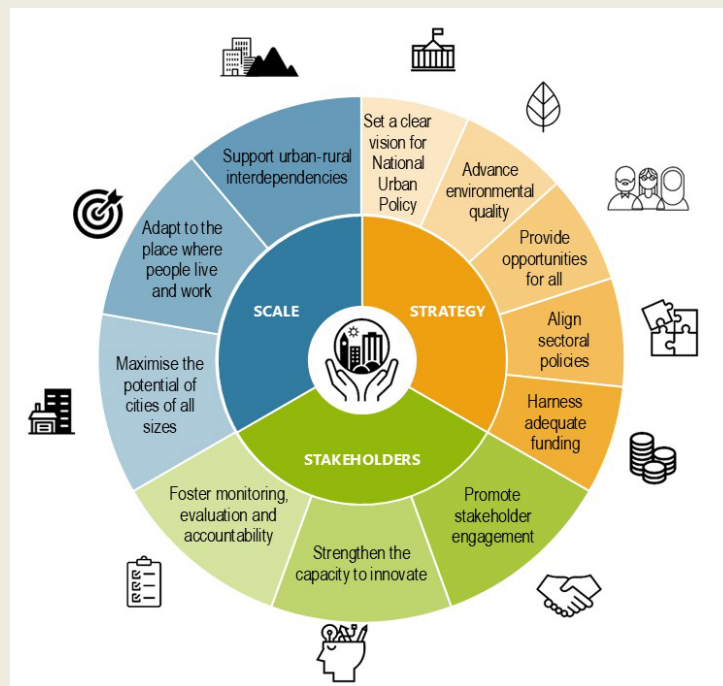 SCALE
Support urban-rural
interdependencies
Adapt to the
place where
people live
and work
Maximise the
potential of
cities of all
sizes
STRATEGY
Set a clear
vision for
National
Urban
Policy
Advance
environmental
quality
Provide
opportunities
for all
Align
sectoral
policies
Harness
adequate
funding
STAKEHOLDERS
Promote
stakeholder
engagement
Strengthen the
capacity to innovate
Foster monitoring,
evaluation and
accountability